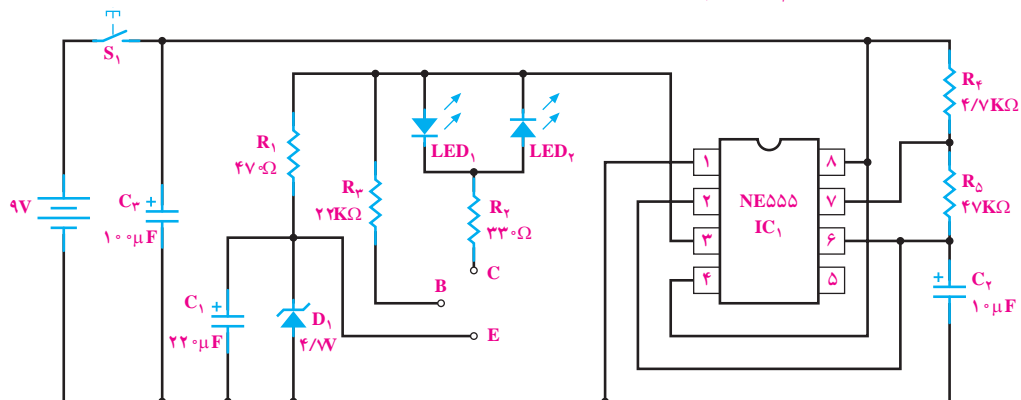 S۱
۹V
C۳
+
۱۰۰μF
R۱
۴۷۰Ω
R۳
۲۲KΩ
LED۱
LED۲
R۲
۳۳۰Ω
C
B
E
C۱
+
۲۲۰μF
D۱
۴/۷V
NE۵۵۵
IC۱
۱
۲
۳
۴
۸
۷
۶
۵
R۴
۴/۷KΩ
R۵
۴۷KΩ
C۲
+
۱۰μF